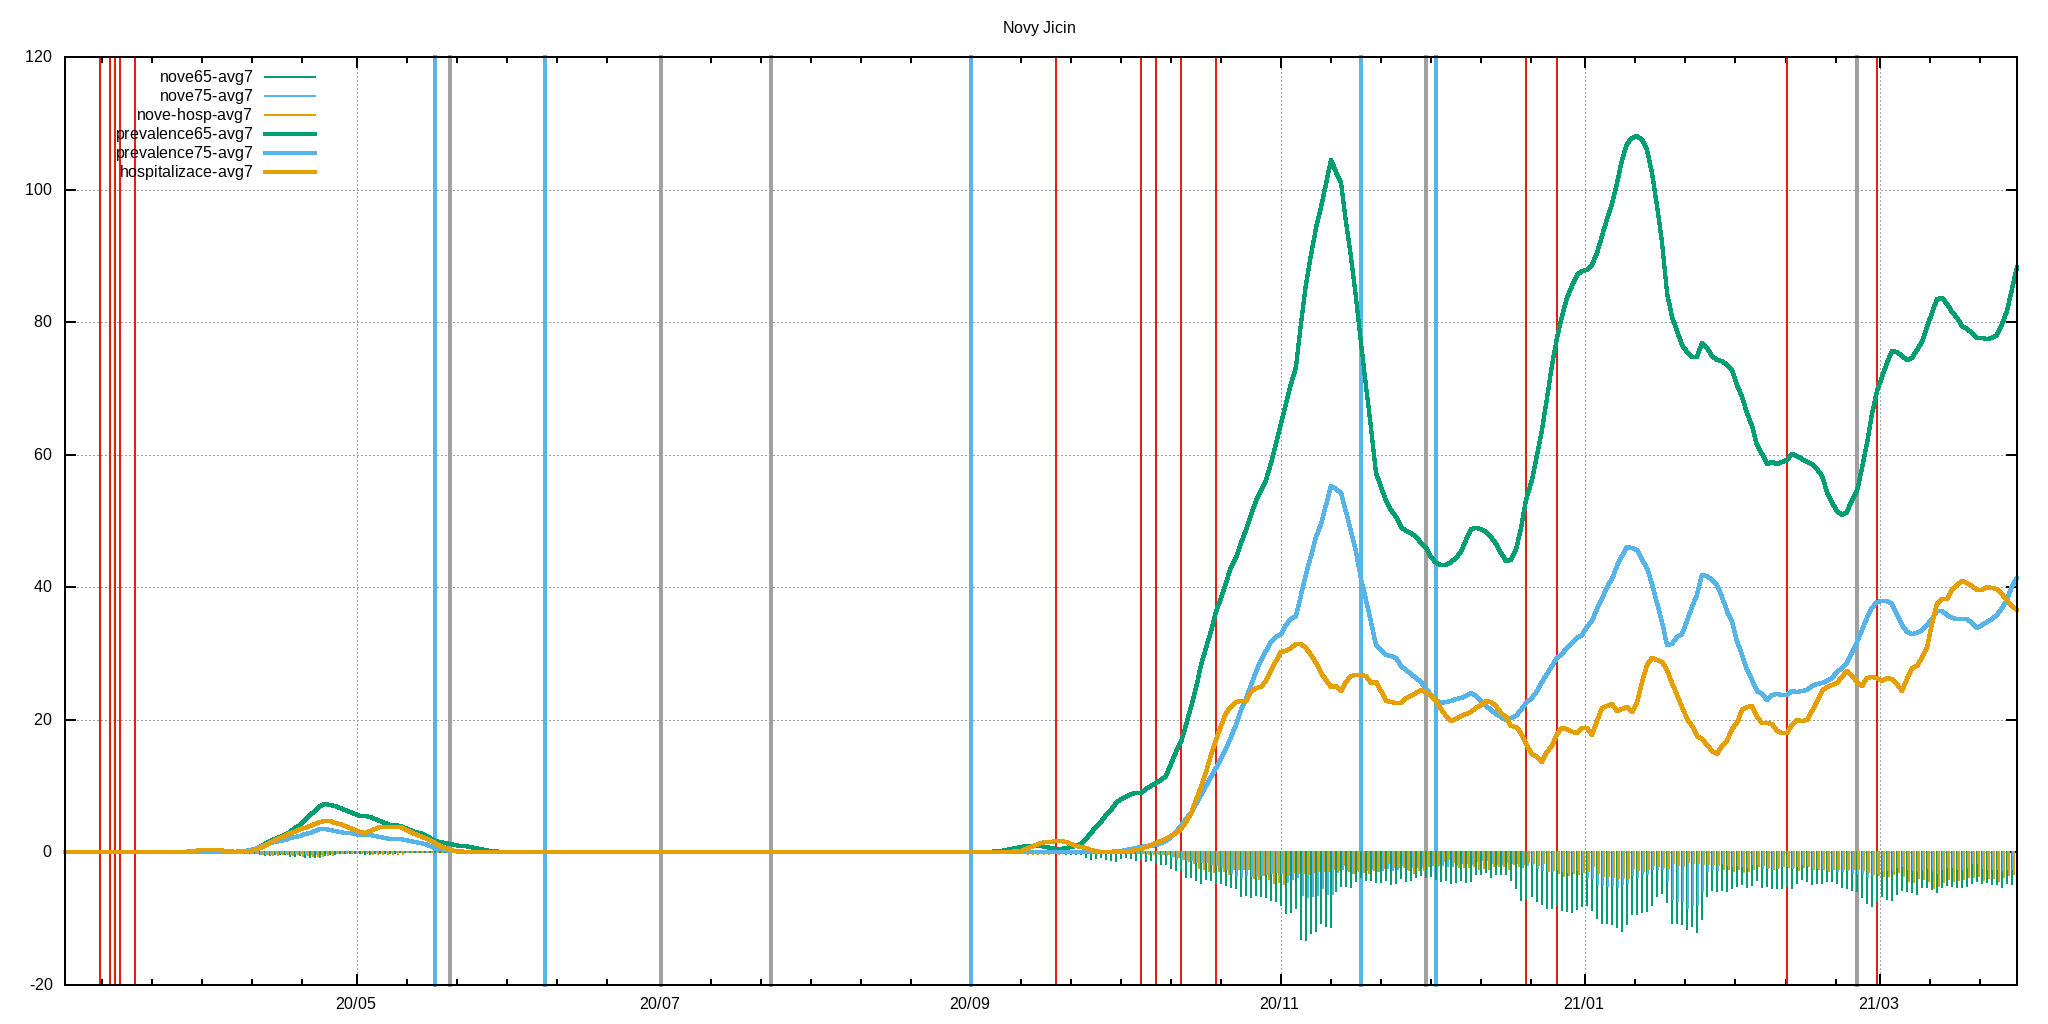 Novy Jicin
120
100
80
60
40
20
0
-20
nove65-avg7
nove75-avg7
nove-hosp-avg7
prevalence65-avg7
prevalence75-avg7
hospitalizace-avg7
20/05 20/07 20/09 20/11 21/01 21/03